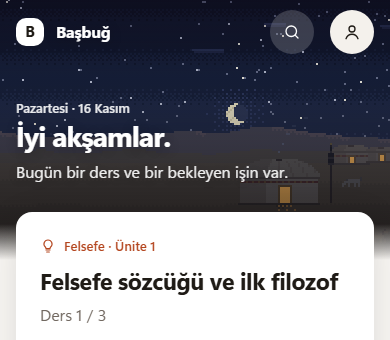 B Başbuğ
Pazartesi · 16 Kasım
İyi akşamlar.
Bugün bir ders ve bir bekleyen işin var.
Felsefe · Ünite 1
Felsefe sözcüğü ve ilk filozof
Ders 1 / 3